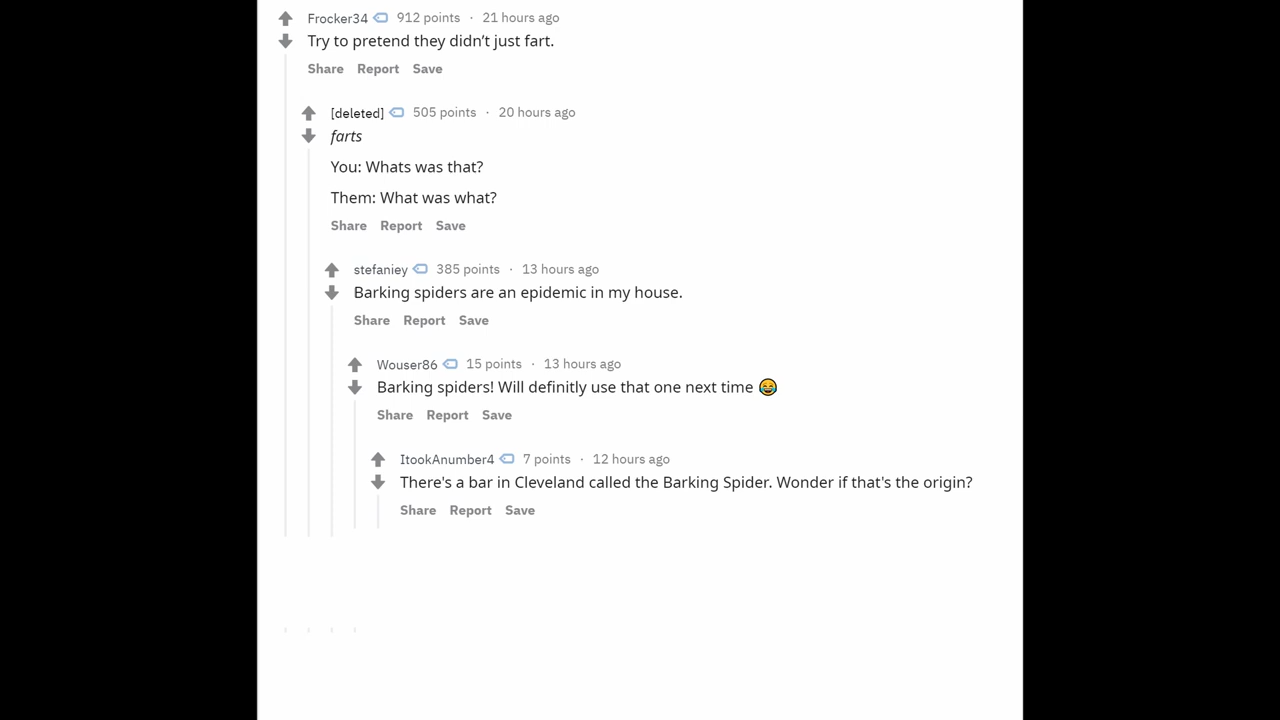 Frocker34 912 points · 21 hours ago
Try to pretend they didn’t just fart.
Share Report Save
[deleted] 505 points · 20 hours ago
farts
You: Whats was that?
Them: What was what?
Share Report Save
stefaniey 385 points · 13 hours ago
Barking spiders are an epidemic in my house.
Share Report Save
Wouser86 15 points · 13 hours ago
Barking spiders! Will definitly use that one next time 😂
Share Report Save
ItookAnumber4 7 points · 12 hours ago
There's a bar in Cleveland called the Barking Spider. Wonder if that's the origin?
Share Report Save